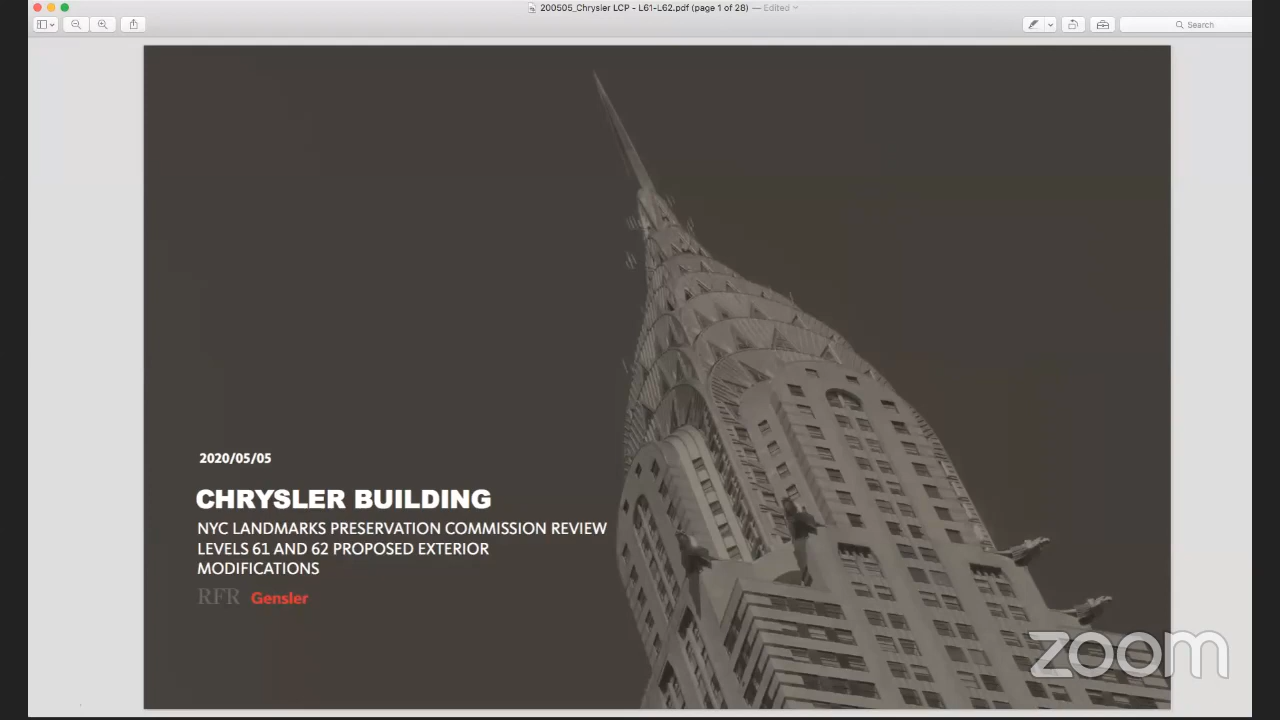 200505_Chrysler LCP - L61-L62.pdf (page 1 of 28) — Edited
Search
2020/05/05
CHRYSLER BUILDING
NYC LANDMARKS PRESERVATION COMMISSION REVIEW
LEVELS 61 AND 62 PROPOSED EXTERIOR
MODIFICATIONS
RFR Gensler
zoom